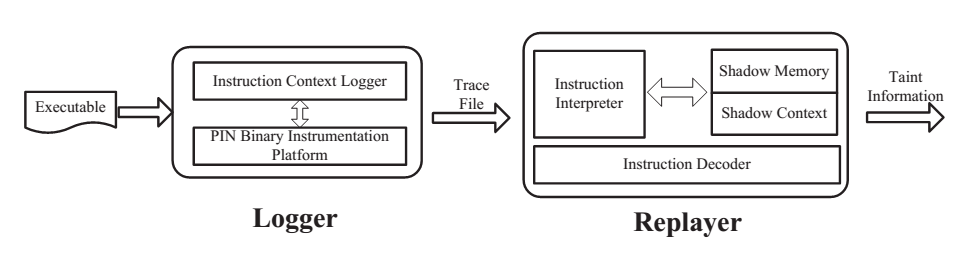 Executable
Instruction Context Logger
PIN Binary Instrumentation
Platform
Logger
Trace
File
Instruction
Interpreter
Shadow Memory
Shadow Context
Instruction Decoder
Replayer
Taint
Information